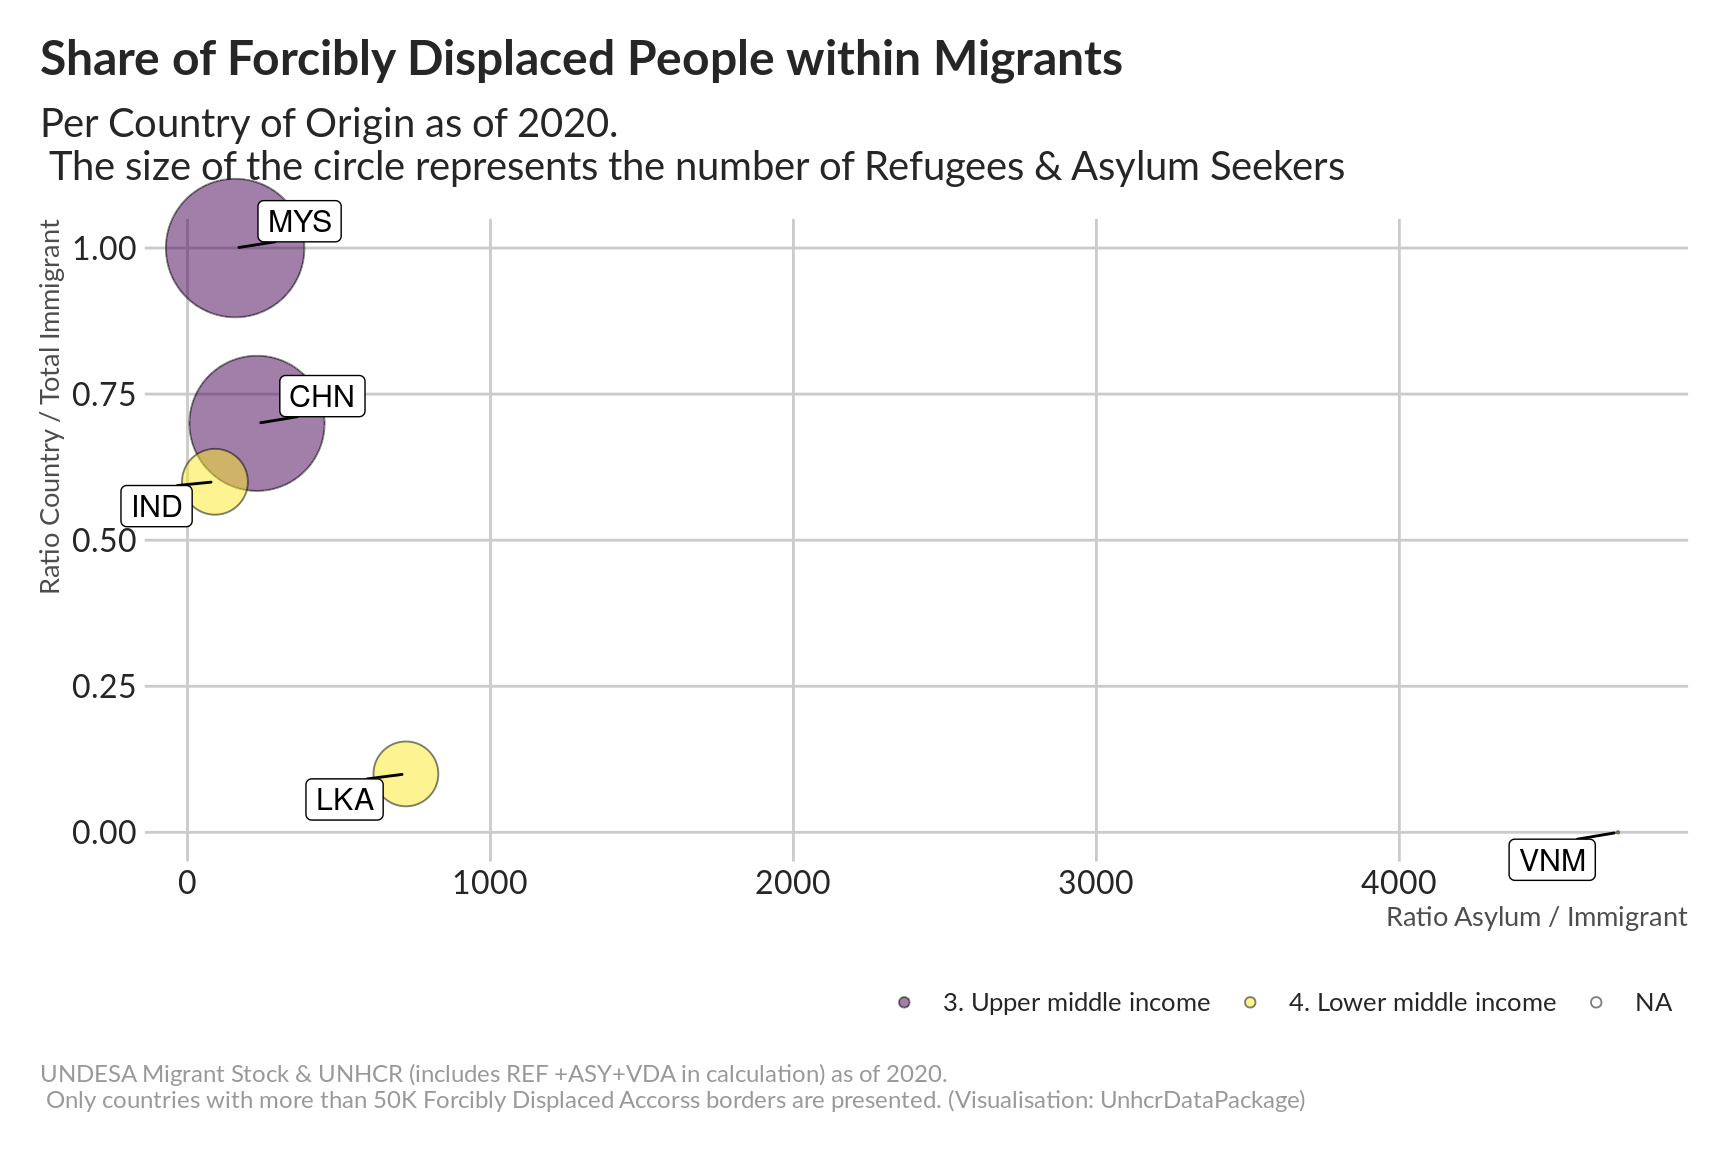 Share of Forcibly Displaced People within Migrants
Per Country of Origin as of 2020.
The size of the circle represents the number of Refugees & Asylum Seekers
Ratio Country / Total Immigrant
1.00
0.75
0.50
0.25
0.00
MYS
CHN
IND
LKA
VNM
0 1000 2000 3000 4000
Ratio Asylum / Immigrant
3. Upper middle income 4. Lower middle income NA
UNDESA Migrant Stock & UNHCR (includes REF +ASY+VDA in calculation) as of 2020.
Only countries with more than 50K Forcibly Displaced Accorss borders are presented. (Visualisation: UnhcrDataPackage)